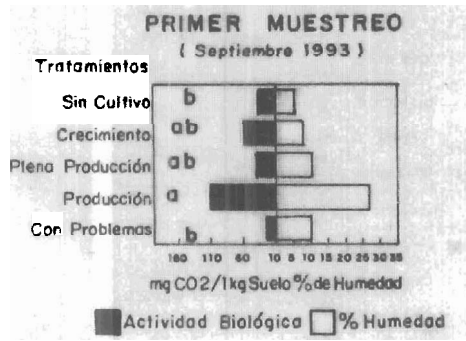 PRIMER MUESTREO
( Septiembre 1993 )
Tratamientos
Sin Cultivo b
Crecimiento ab
Plena Producción ab
Producción a
Con Problemas b
160 110 60 10 5 10 15 20 25 30 35
mg CO2/1kg Suelo % de Humedad
Actividad Biológica % Humedad